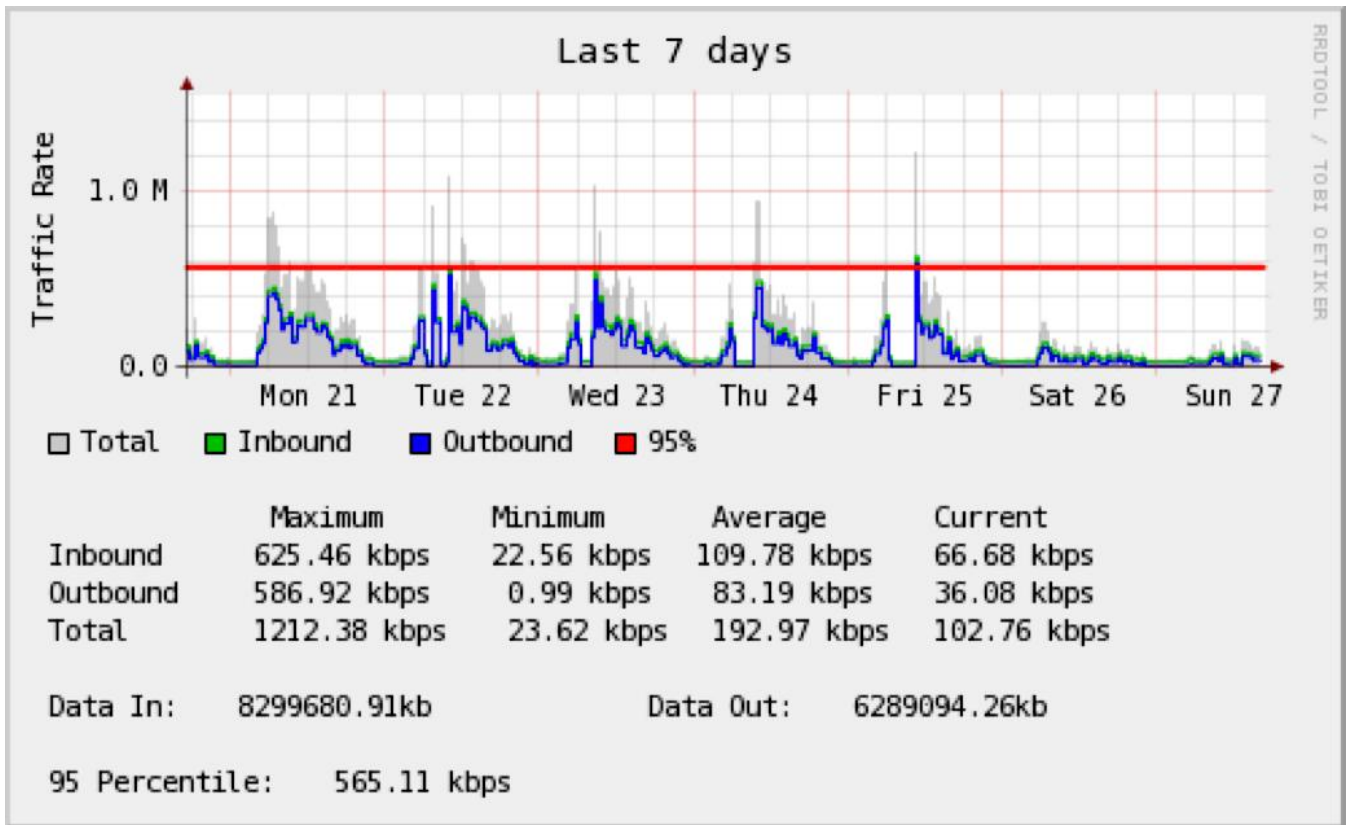 Last 7 days
RRDTOOL / TOBI OETIKER
Traffic Rate
1.0 M
0.0
Mon 21 Tue 22 Wed 23 Thu 24 Fri 25 Sat 26 Sun 27
Total Inbound Outbound 95%
Maximum Minimum Average Current
Inbound 625.46 kbps 22.56 kbps 109.78 kbps 66.68 kbps
Outbound 586.92 kbps 0.99 kbps 83.19 kbps 36.08 kbps
Total 1212.38 kbps 23.62 kbps 192.97 kbps 102.76 kbps
Data In: 8299680.91kb Data Out: 6289094.26kb
95 Percentile: 565.11 kbps